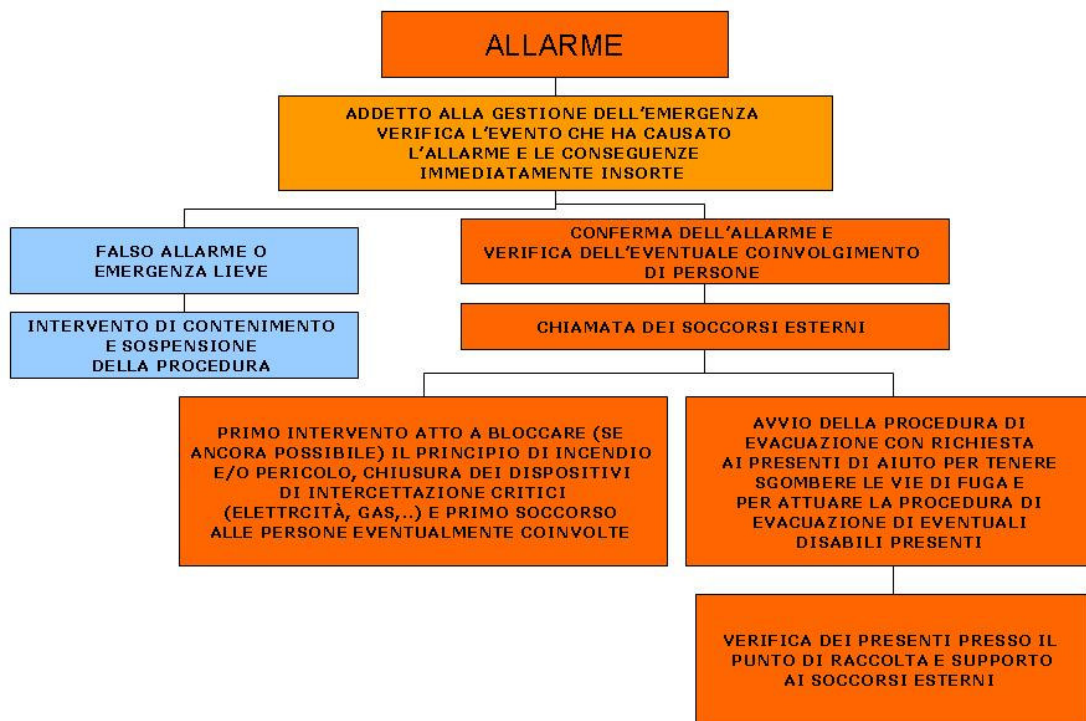 ALLARME
ADDETTO ALLA GESTIONE DELL'EMERGENZA
VERIFICA L'EVENTO CHE HA CAUSATO
L'ALLARME E LE CONSEGUENZE
IMMEDIATAMENTE INSORTE
FALSO ALLARME O
EMERGENZA LIEVE
INTERVENTO DI CONTENIMENTO
E SOSPENSIONE
DELLA PROCEDURA
CONFERMA DELL'ALLARME E
VERIFICA DELL'EVENTUALE COINVOLGIMENTO
DI PERSONE
CHIAMATA DEI SOCCORSI ESTERNI
PRIMO INTERVENTO ATTO A BLOCCARE (SE
ANCORA POSSIBILE) IL PRINCIPIO DI INCENDIO
E/O PERICOLO, CHIUSURA DEI DISPOSITIVI
DI INTERCETTAZIONE CRITICI
(ELETTRCITÀ, GAS,..) E PRIMO SOCCORSO
ALLE PERSONE EVENTUALMENTE COINVOLTE
AVVIO DELLA PROCEDURA DI
EVACUAZIONE CON RICHIESTA
AI PRESENTI DI AIUTO PER TENERE
SGOMBERE LE VIE DI FUGA E
PER ATTUARE LA PROCEDURA DI
EVACUAZIONE DI EVENTUALI
DISABILI PRESENTI
VERIFICA DEI PRESENTI PRESSO IL
PUNTO DI RACCOLTA E SUPPORTO
AI SOCCORSI ESTERNI